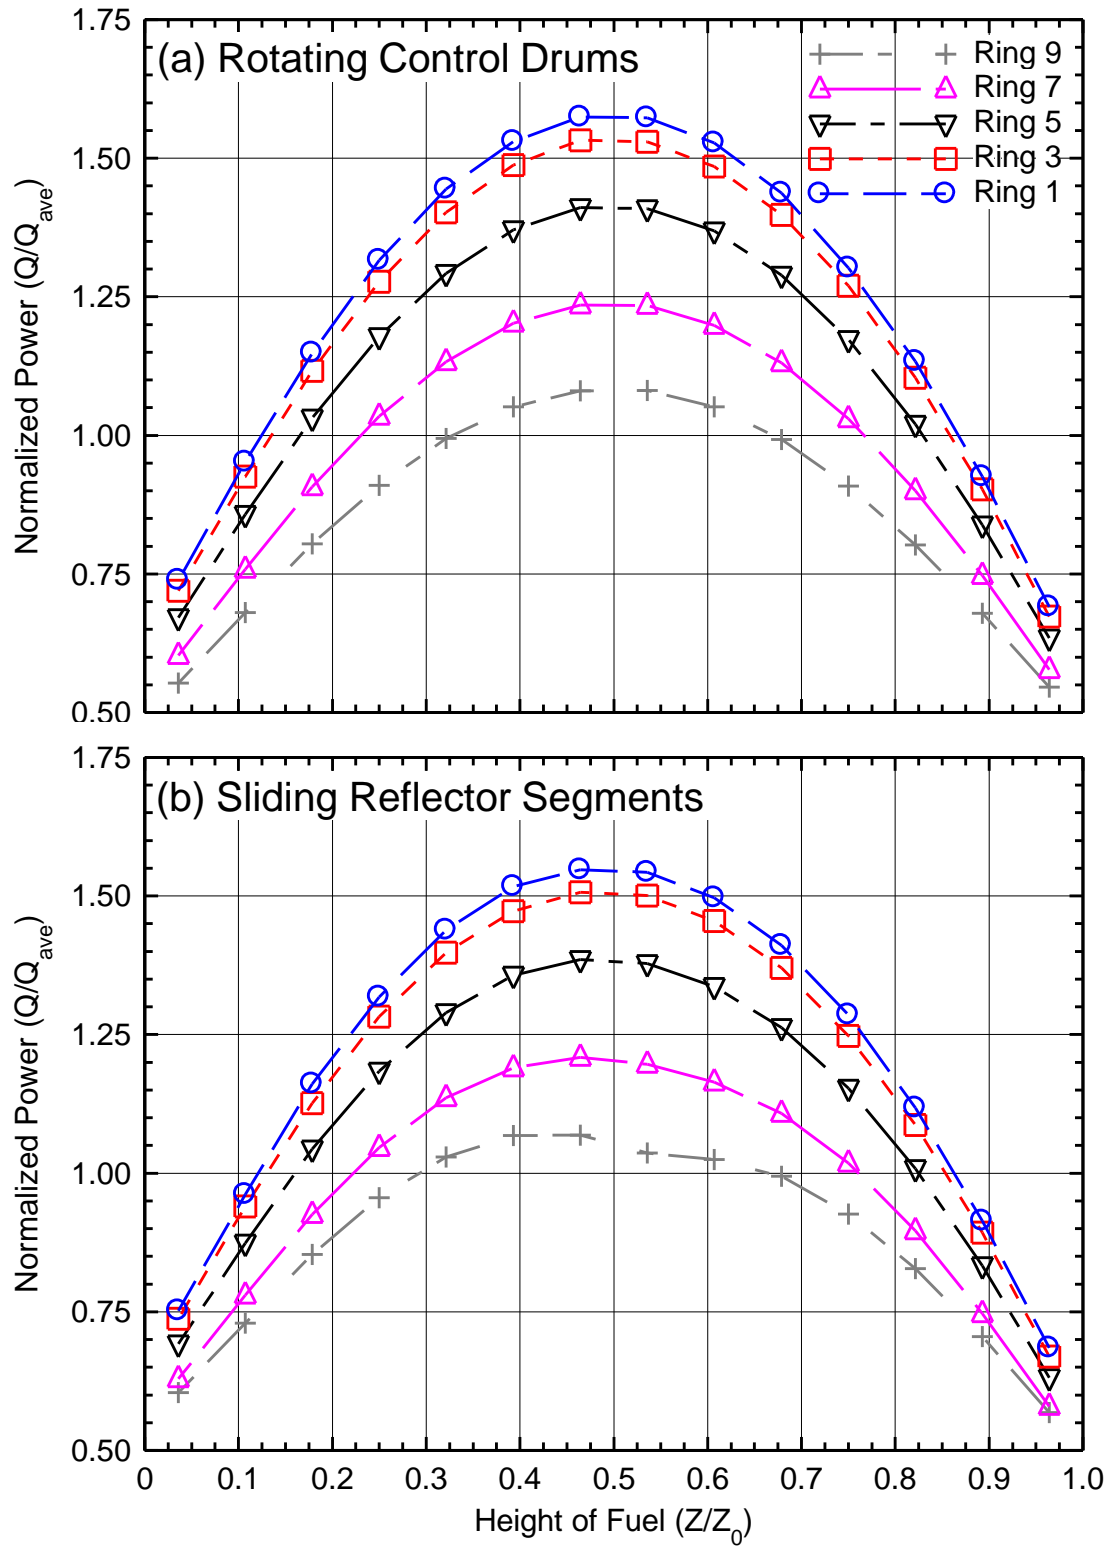 (a) Rotating Control Drums
Ring 9
Ring 7
Ring 5
Ring 3
Ring 1
1.75
1.50
1.25
1.00
0.75
0.50
Normalized Power (Q/Q_ave)
(b) Sliding Reflector Segments
1.75
1.50
1.25
1.00
0.75
0.50
Normalized Power (Q/Q_ave)
0 0.1 0.2 0.3 0.4 0.5 0.6 0.7 0.8 0.9 1.0
Height of Fuel (Z/Z_0)